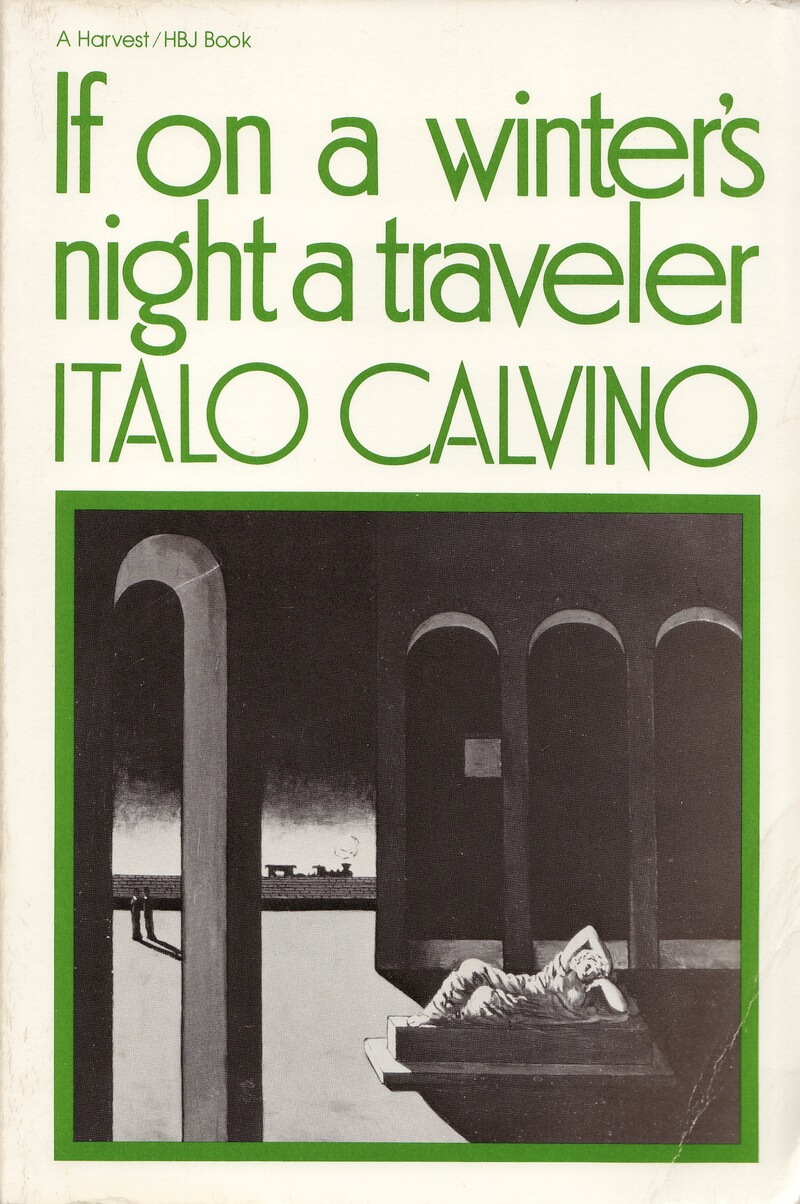 A Harvest/HBJ Book
If on a winter's
night a traveler
ITALO CALVINO